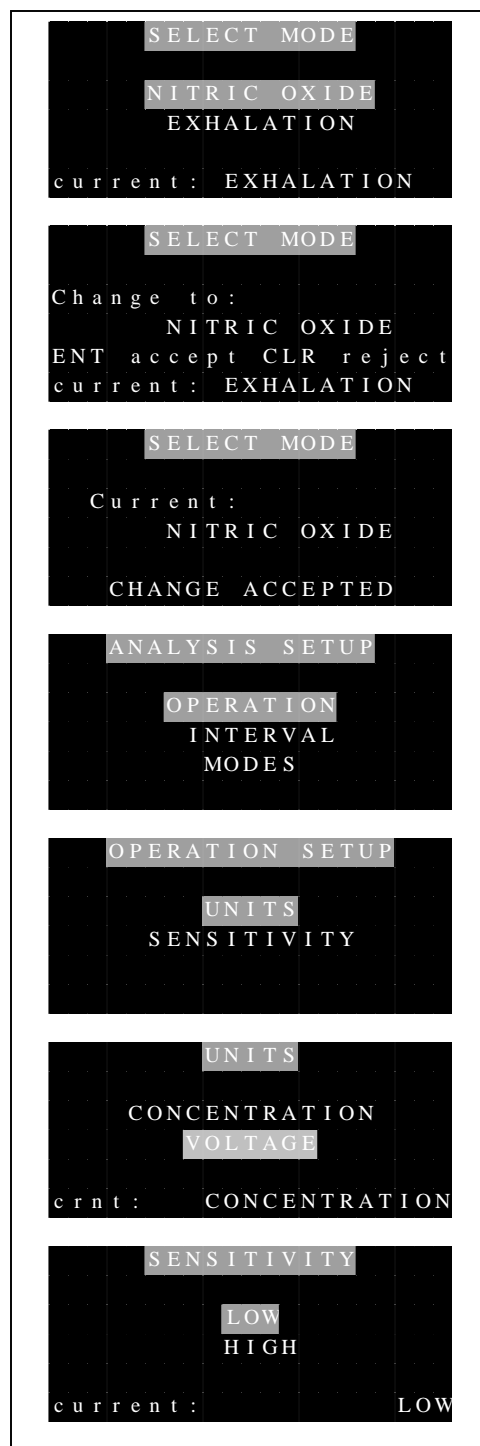 SELECT MODE
NITRIC OXIDE
EXHALATION
current: EXHALATION
SELECT MODE
Change to:
NITRIC OXIDE
ENT accept CLR reject
current: EXHALATION
SELECT MODE
Current:
NITRIC OXIDE
CHANGE ACCEPTED
ANALYSIS SETUP
OPERATION
INTERVAL
MODES
OPERATION SETUP
UNITS
SENSITIVITY
UNITS
CONCENTRATION
VOLTAGE
crnt: CONCENTRATION
SENSITIVITY
LOW
HIGH
current: LOW